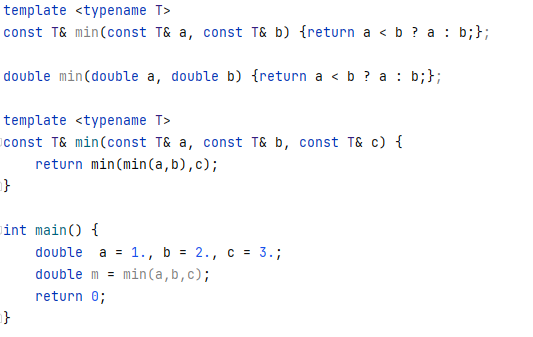 template <typename T>
const T& min(const T& a, const T& b) {return a < b ? a : b;};
double min(double a, double b) {return a < b ? a : b;};
template <typename T>
const T& min(const T& a, const T& b, const T& c) {
    return min(min(a,b),c);
}
int main() {
    double  a = 1., b = 2., c = 3.;
    double m = min(a,b,c);
    return 0;
}